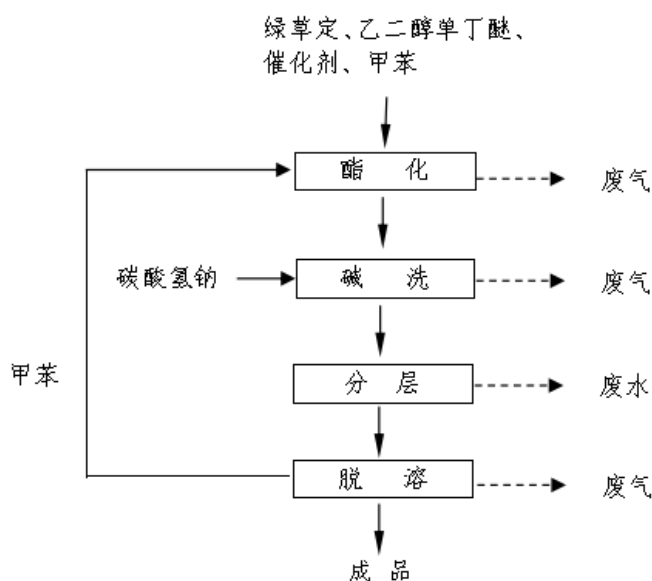 绿草定、乙二醇单丁醚、
催化剂、甲苯
酯 化
废气
碳酸氢钠
碱 洗
废气
分 层
废水
甲苯
脱 溶
废气
成 品